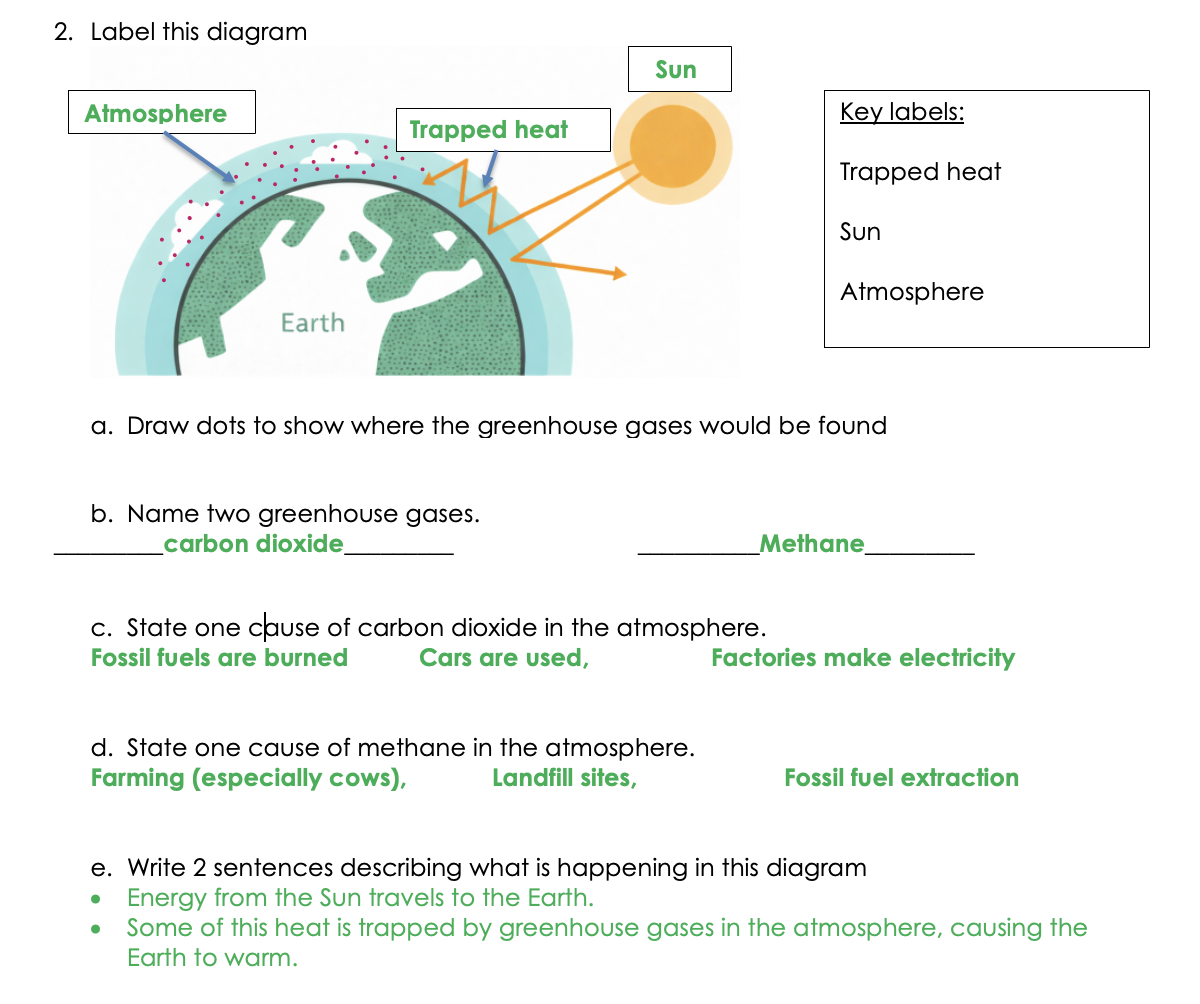 2. Label this diagram
Sun
Atmosphere
Trapped heat
Key labels:
Trapped heat
Sun
Atmosphere
Earth
a. Draw dots to show where the greenhouse gases would be found
b. Name two greenhouse gases.
_________carbon dioxide_________ __________Methane_________
c. State one cause of carbon dioxide in the atmosphere.
Fossil fuels are burned Cars are used, Factories make electricity
d. State one cause of methane in the atmosphere.
Farming (especially cows), Landfill sites, Fossil fuel extraction
e. Write 2 sentences describing what is happening in this diagram
• Energy from the Sun travels to the Earth.
• Some of this heat is trapped by greenhouse gases in the atmosphere, causing the
Earth to warm.